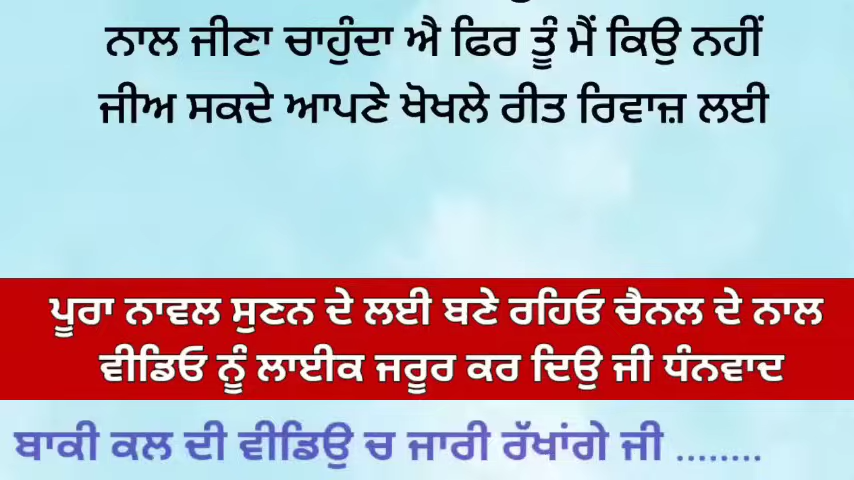 ਨਾਲ ਜੀਣਾ ਚਾਹੁੰਦਾ ਐ ਫਿਰ ਤੂੰ ਮੈਂ ਕਿਉ ਨਹੀਂ
ਜੀਅ ਸਕਦੇ ਆਪਣੇ ਖੋਖਲੇ ਰੀਤ ਰਿਵਾਜ਼ ਲਈ
ਪੂਰਾ ਨਾਵਲ ਸੁਣਨ ਦੇ ਲਈ ਬਣੇ ਰਹਿਓ ਚੈਨਲ ਦੇ ਨਾਲ
ਵੀਡਿਓ ਨੂੰ ਲਾਈਕ ਜਰੂਰ ਕਰ ਦਿਉ ਜੀ ਧੰਨਵਾਦ
ਬਾਕੀ ਕਲ ਦੀ ਵੀਡਿਉ ਚ ਜਾਰੀ ਰੱਖਾਂਗੇ ਜੀ ........